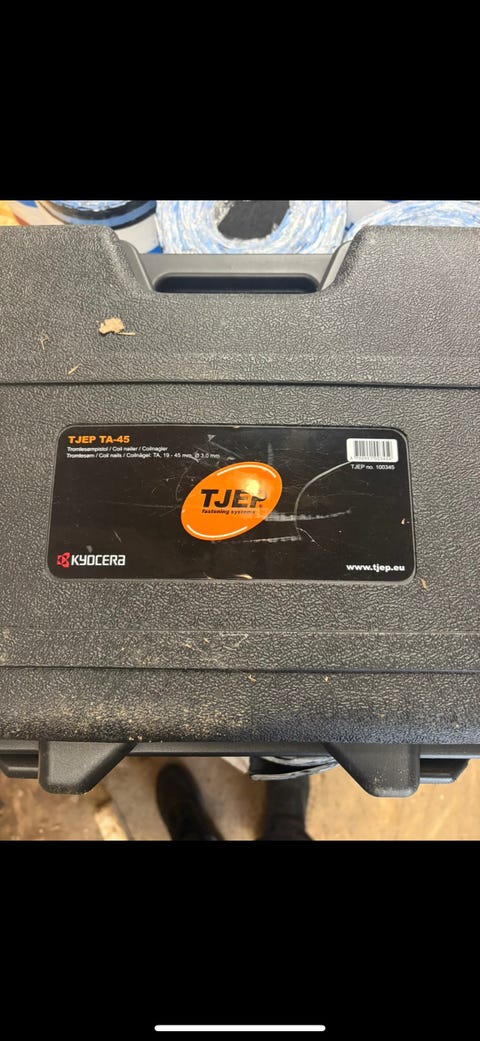 TJEP TA-45
Tromlesømpistol / Coil nailer / Coilnagler
Tromlesøm / Coil nails / Coilnägel: TA, 19 - 45 mm, Ø 3,0 mm
TJEP no. 100345
TJEP
fastening systems
KYOCERA
www.tjep.eu